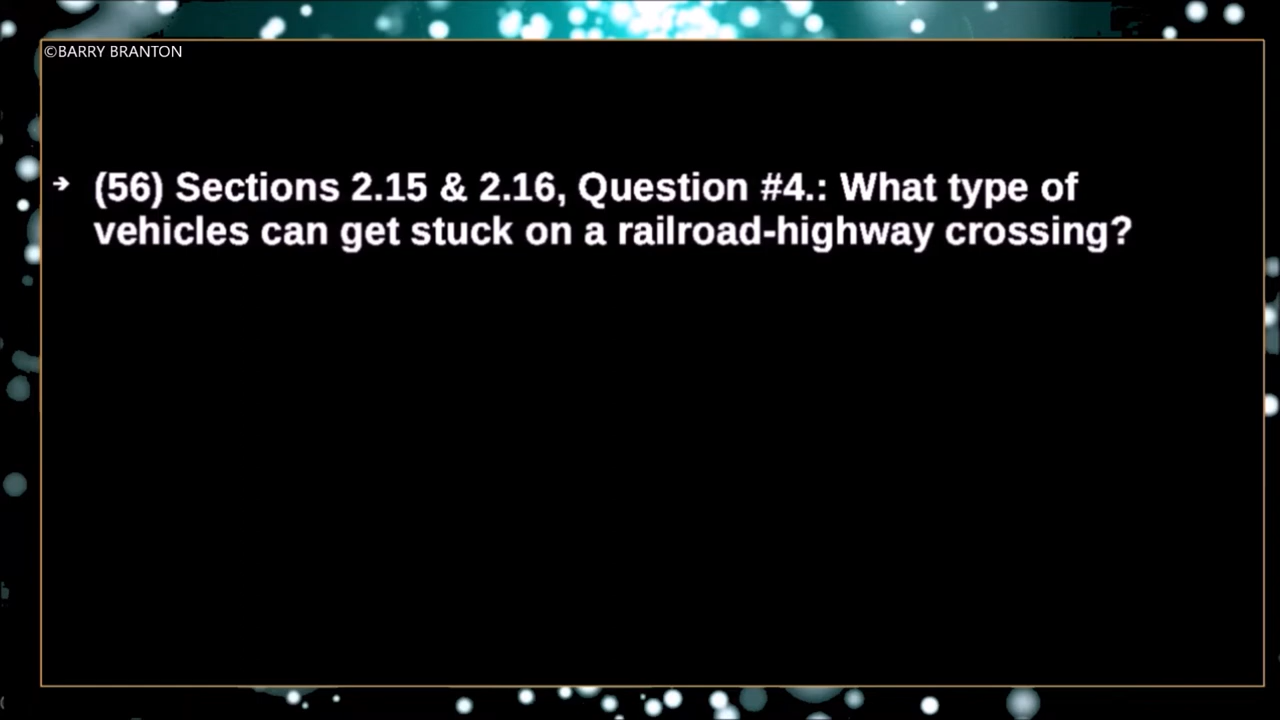 ©BARRY BRANTON
➔ (56) Sections 2.15 & 2.16, Question #4.: What type of
vehicles can get stuck on a railroad-highway crossing?